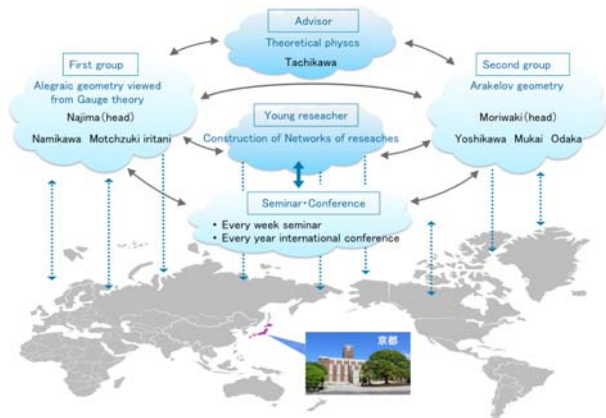 Advisor
Theoretical physcs
Tachikawa
First group
Alegraic geometry viewed
from Gauge theory
Najima(head)
Namikawa Motchzuki iritani
Second group
Arakelov geometry
Moriwaki(head)
Yoshikawa Mukai Odaka
Young reseacher
Construction of Networks of reseaches
Seminar・Conference
• Every week seminar
• Every year international conference
京都